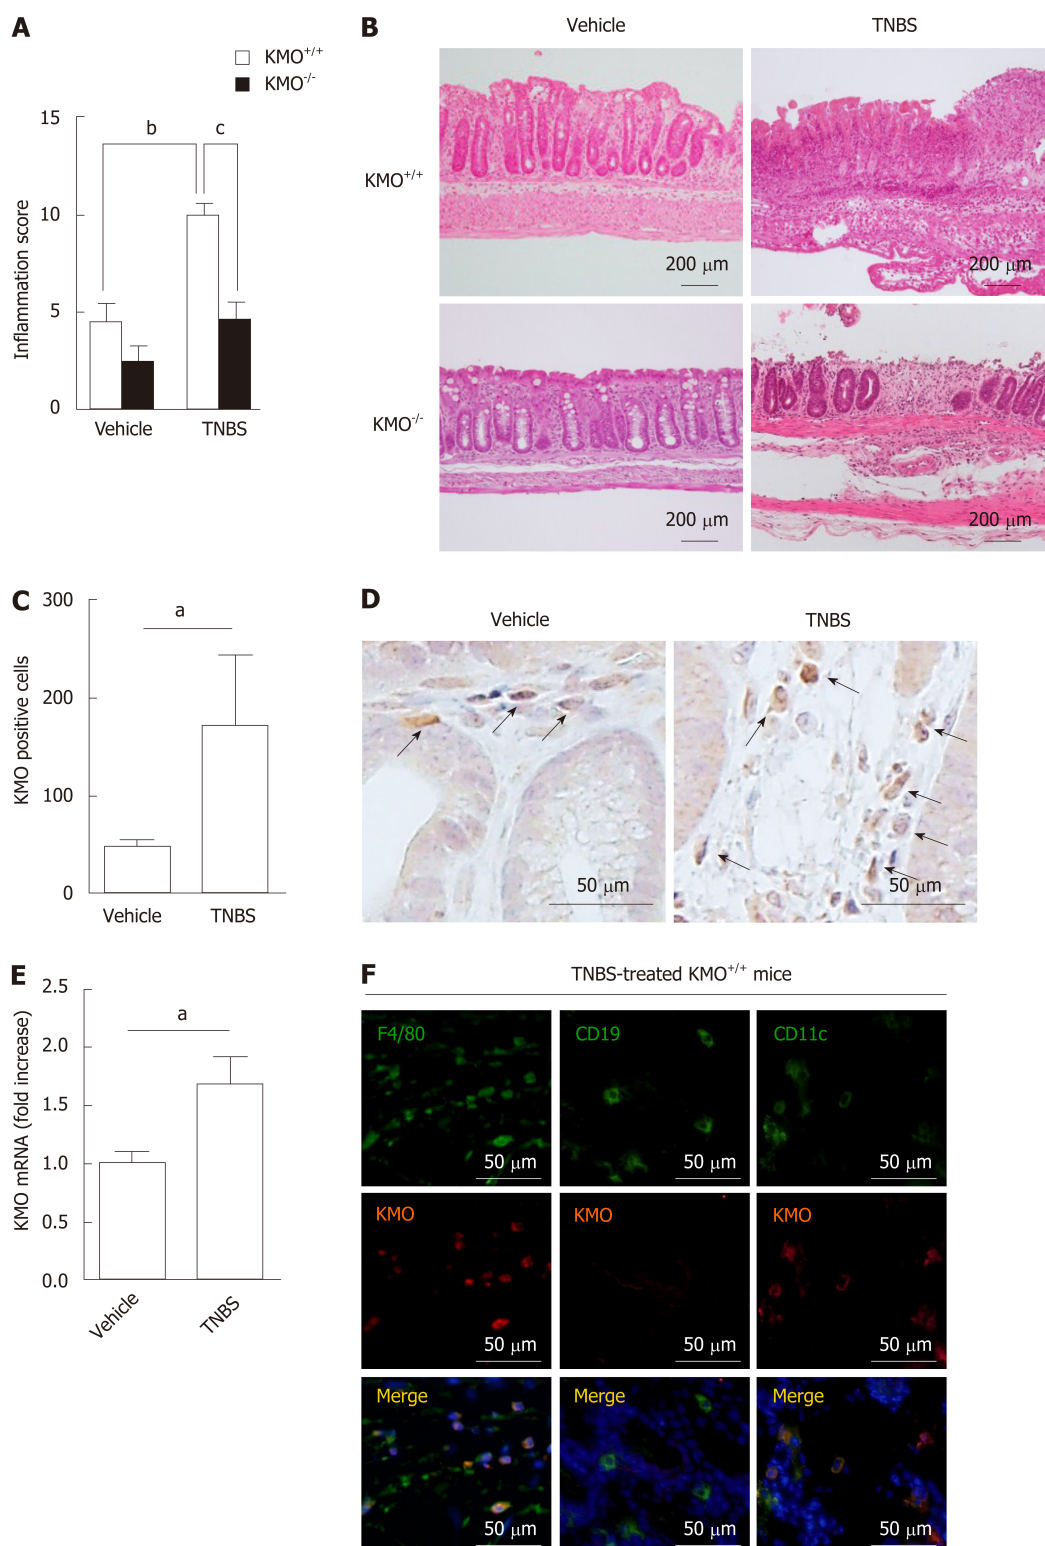 A
KMO+/+
KMO-/-
15
10
5
0
Inflammation score
b
c
Vehicle
TNBS
B
Vehicle
TNBS
KMO+/+
200 μm
200 μm
KMO-/-
200 μm
200 μm
C
300
200
100
0
KMO positive cells
a
Vehicle
TNBS
D
Vehicle
TNBS
50 μm
50 μm
E
2.5
2.0
1.5
1.0
0.5
0.0
KMO mRNA (fold increase)
a
Vehicle
TNBS
F
TNBS-treated KMO+/+ mice
F4/80
CD19
CD11c
50 μm
50 μm
50 μm
KMO
KMO
KMO
50 μm
50 μm
50 μm
Merge
Merge
Merge
50 μm
50 μm
50 μm